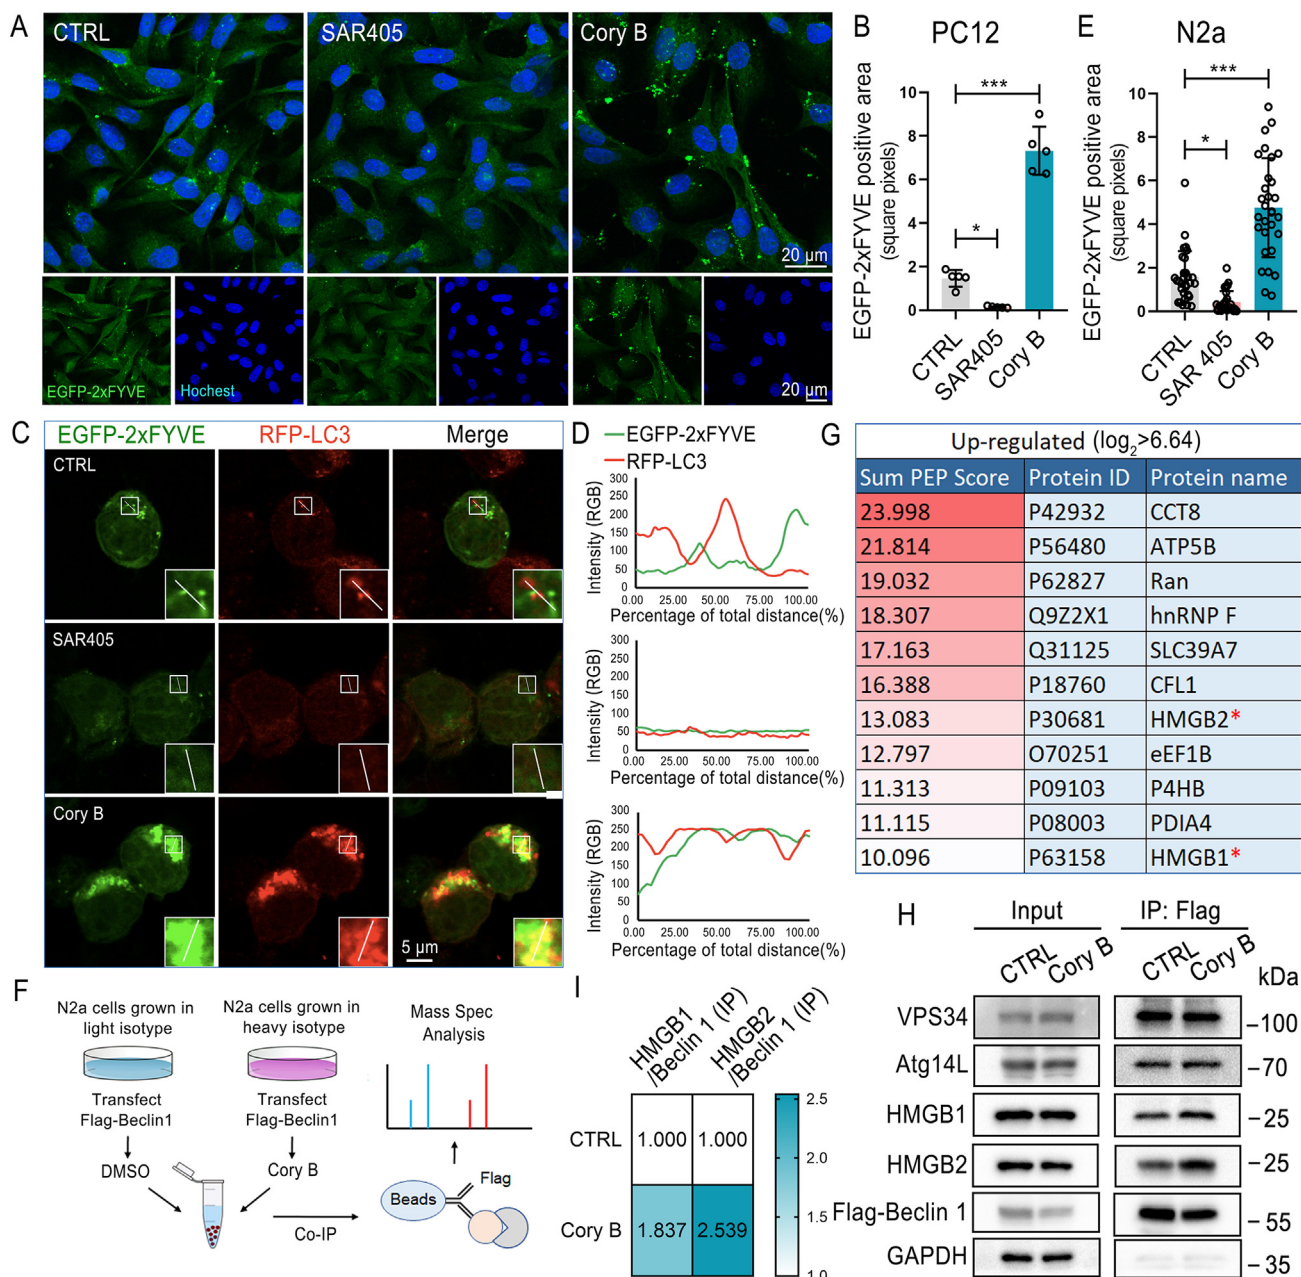 A
CTRL
SAR405
Cory B
20 µm
EGFP-2xFYVE
Hochest
20 µm
B
PC12
EGFP-2xFYVE positive area
(square pixels)
10
8
6
4
2
0
***
*
CTRL
SAR405
Cory B
E
N2a
EGFP-2xFYVE positive area
(square pixels)
10
8
6
4
2
0
***
*
CTRL
SAR 405
Cory B
C
EGFP-2xFYVE
RFP-LC3
Merge
CTRL
SAR405
Cory B
5 µm
D
EGFP-2xFYVE
RFP-LC3
Intensity (RGB)
300
250
200
150
100
50
0
0.00 25.00 50.00 75.00 100.00
Percentage of total distance(%)
Intensity (RGB)
300
250
200
150
100
50
0
0.00 25.00 50.00 75.00 100.00
Percentage of total distance(%)
Intensity (RGB)
300
250
200
150
100
50
0
0.00 25.00 50.00 75.00 100.00
Percentage of total distance(%)
G
Up-regulated (log2>6.64)
Sum PEP Score Protein ID Protein name
23.998 P42932 CCT8
21.814 P56480 ATP5B
19.032 P62827 Ran
18.307 Q9Z2X1 hnRNP F
17.163 Q31125 SLC39A7
16.388 P18760 CFL1
13.083 P30681 HMGB2*
12.797 O70251 eEF1B
11.313 P09103 P4HB
11.115 P08003 PDIA4
10.096 P63158 HMGB1*
F
N2a cells grown in
light isotype
N2a cells grown in
heavy isotype
Mass Spec
Analysis
Transfect
Flag-Beclin1
Transfect
Flag-Beclin1
DMSO
Cory B
Co-IP
Beads
Flag
I
HMGB1
/Beclin 1 (IP)
HMGB2
/Beclin 1 (IP)
CTRL
1.000 1.000
Cory B
1.837 2.539
2.5
2.0
1.5
1.0
H
Input
IP: Flag
CTRL
Cory B
CTRL
Cory B
kDa
VPS34
–100
Atg14L
–70
HMGB1
–25
HMGB2
–25
Flag-Beclin 1
–55
GAPDH
–35